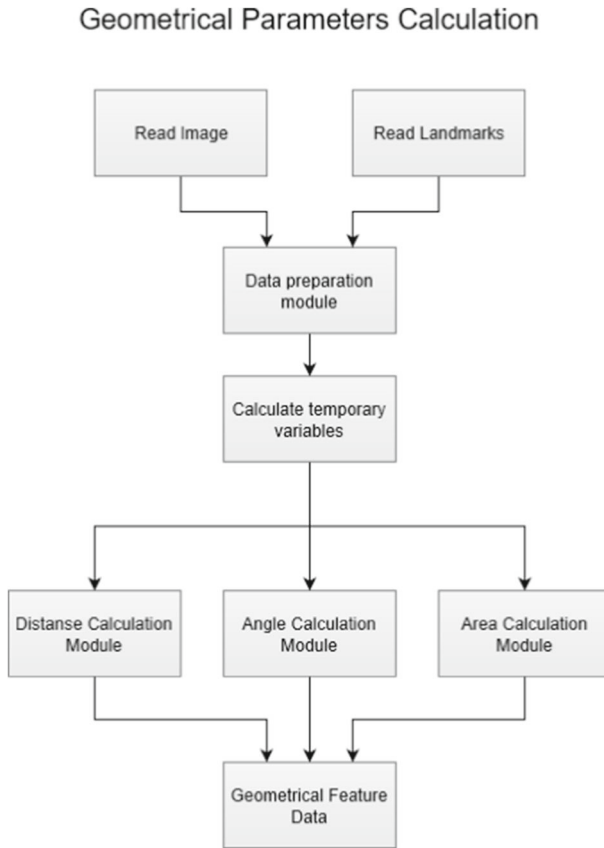 Geometrical Parameters Calculation
Read Image
Read Landmarks
Data preparation
module
Calculate temporary
variables
Distanse Calculation
Module
Angle Calculation
Module
Area Calculation
Module
Geometrical Feature
Data